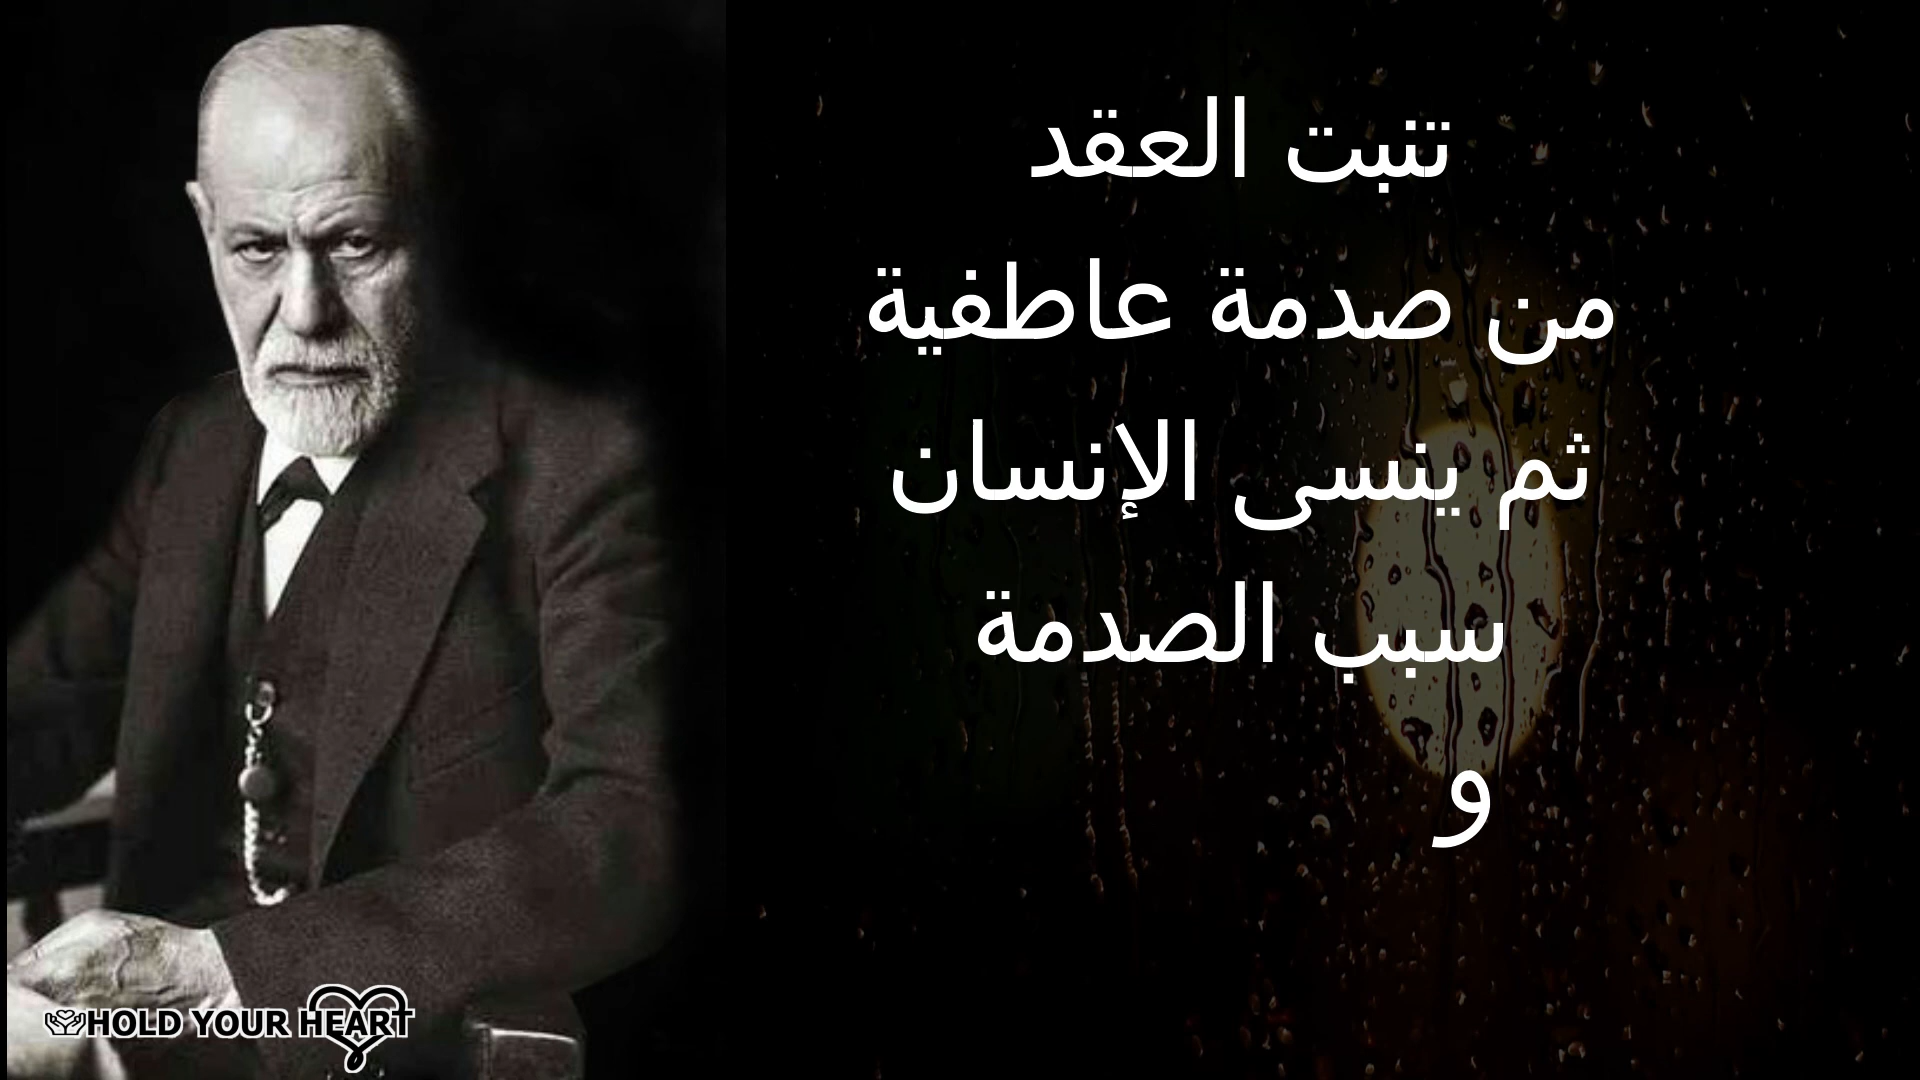 تنبت العقد
من صدمة عاطفية
ثم ينسى الإنسان
سبب الصدمة
و
HOLD YOUR HEART